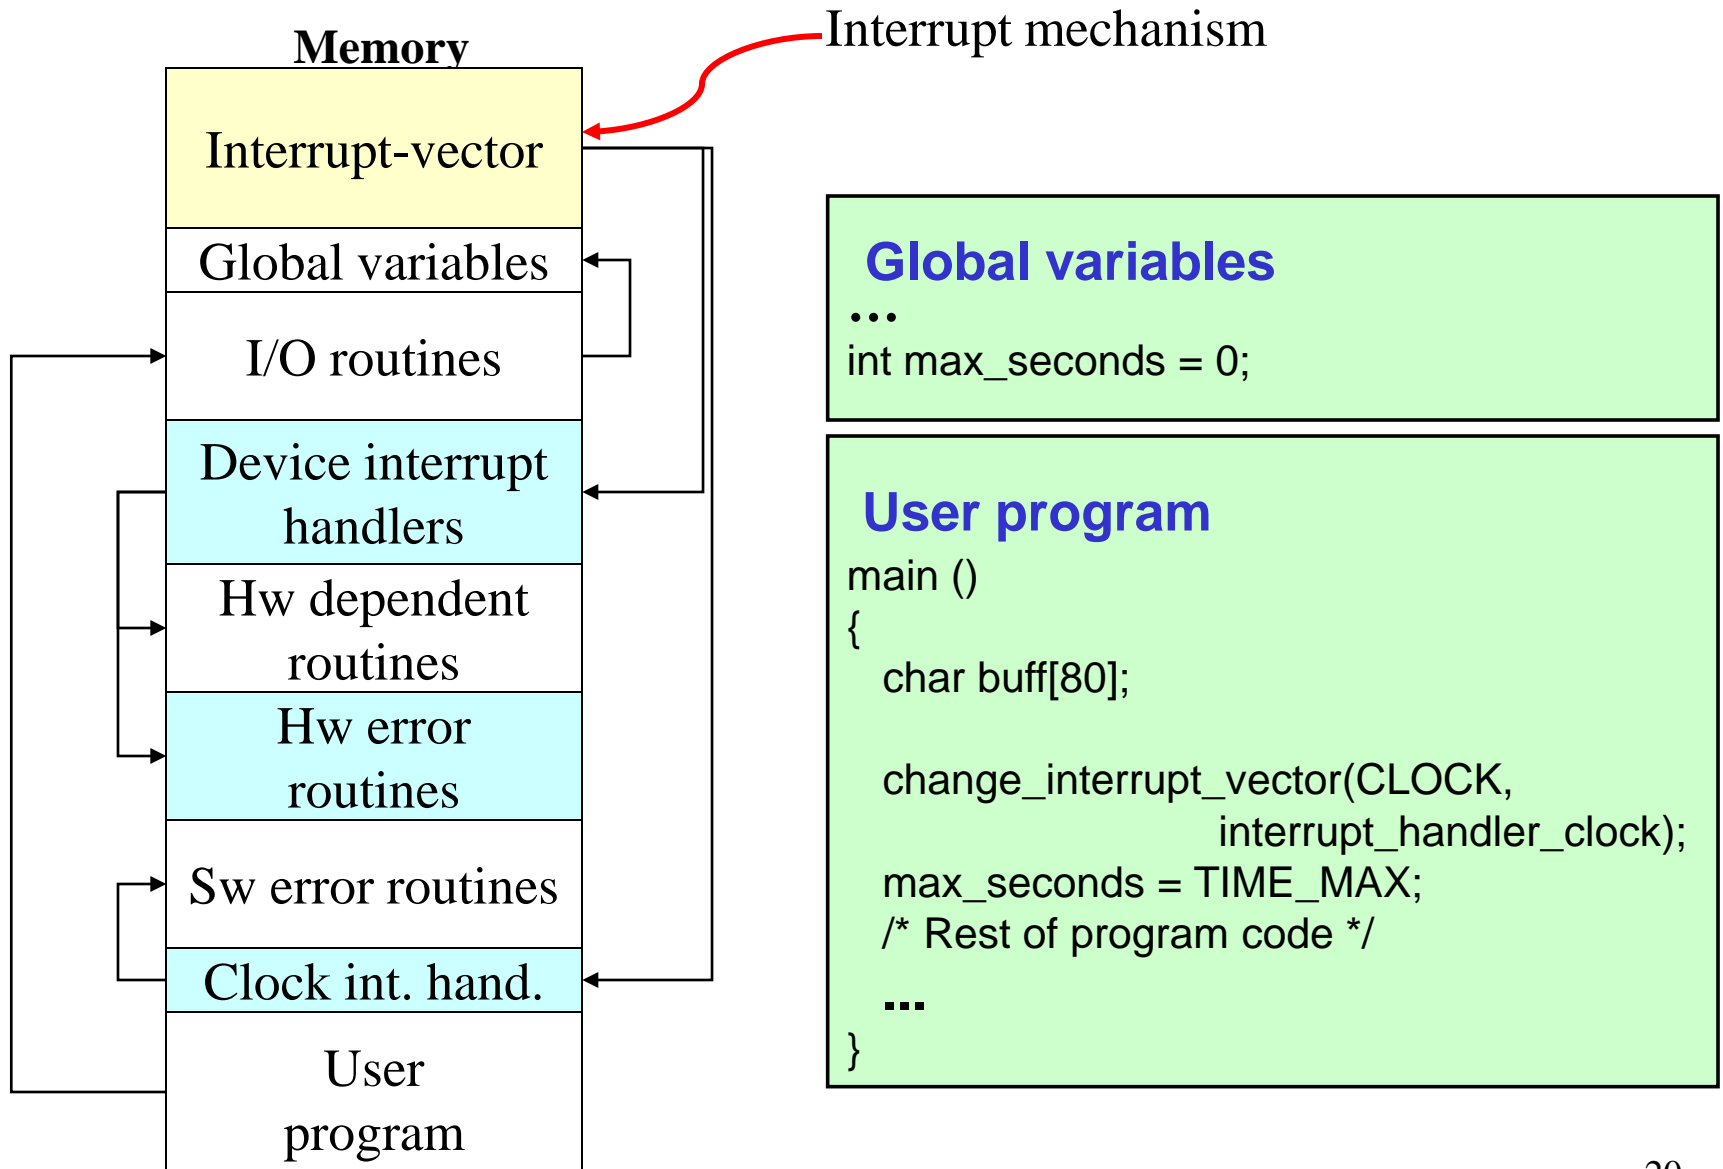 Memory
Interrupt mechanism
Interrupt-vector
Global variables
I/O routines
Device interrupt
handlers
Hw dependent
routines
Hw error
routines
Sw error routines
Clock int. hand.
User
program
Global variables
...
int max_seconds = 0;
User program
main ()
{
char buff[80];
change_interrupt_vector(CLOCK,
interrupt_handler_clock);
max_seconds = TIME_MAX;
/* Rest of program code */
...
}
20